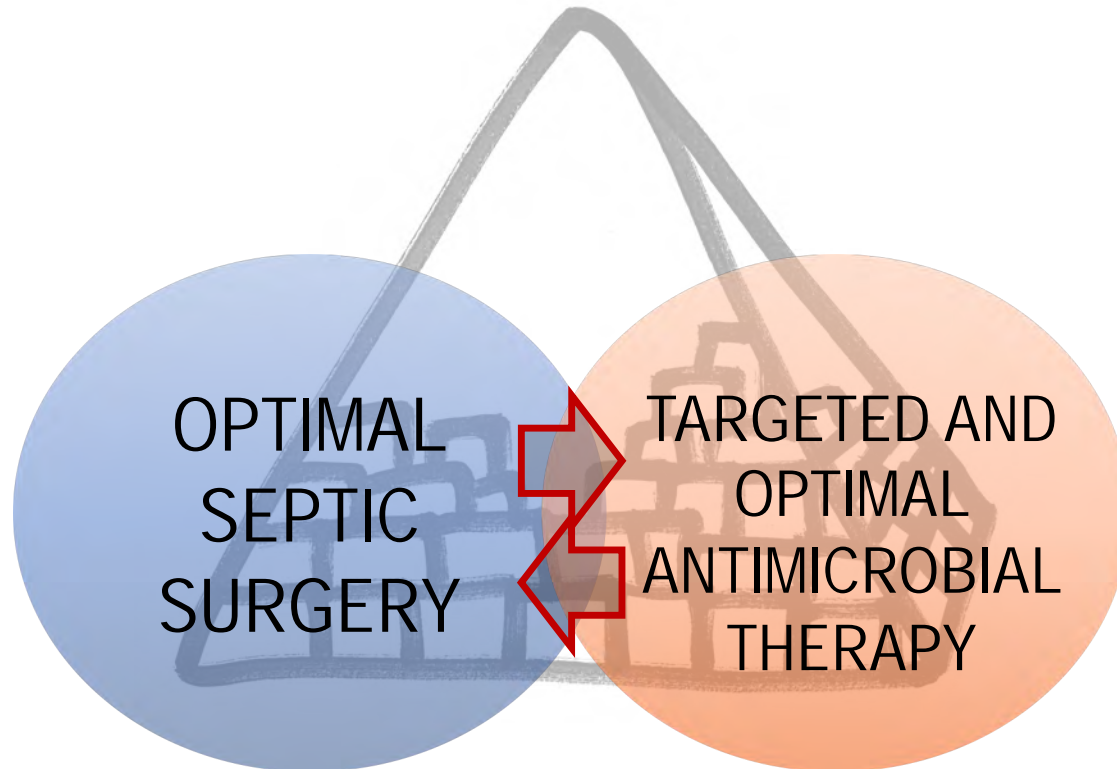 OPTIMAL
SEPTIC
SURGERY
TARGETED AND
OPTIMAL
ANTIMICROBIAL
THERAPY